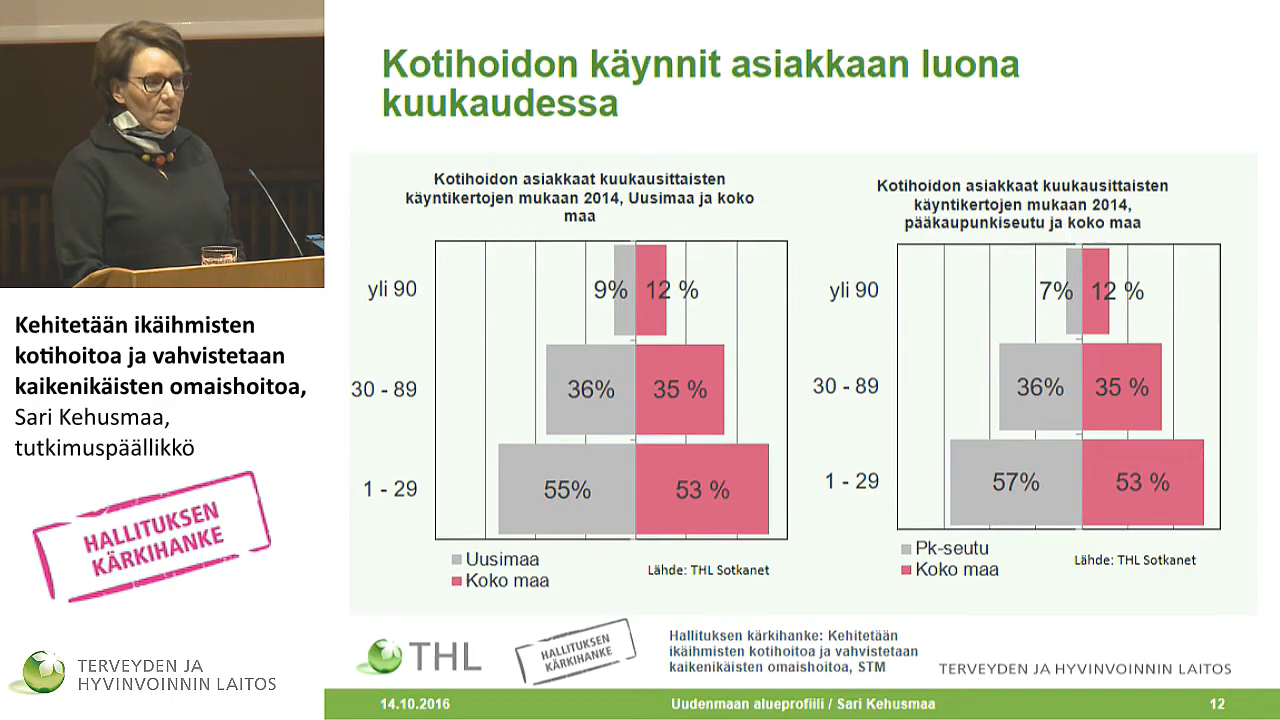 Kotihoidon käynnit asiakkaan luona
kuukaudessa
Kotihoidon asiakkaat kuukausittaisten
käyntikertojen mukaan 2014, Uusimaa ja koko
maa
yli 90
9%
12 %
30 - 89
36%
35 %
1 - 29
55%
53 %
Uusimaa
Koko maa
Lähde: THL Sotkanet
Kotihoidon asiakkaat kuukausittaisten
käyntikertojen mukaan 2014,
pääkaupunkiseutu ja koko maa
yli 90
7%
12 %
30 - 89
36%
35 %
1 - 29
57%
53 %
Pk-seutu
Koko maa
Lähde: THL Sotkanet
Kehitetään ikäihmisten
kotihoitoa ja vahvistetaan
kaikenikäisten omaishoitoa,
Sari Kehusmaa,
tutkimuspäällikkö
HALLITUKSEN
KÄRKIHANKE
TERVEYDEN JA
HYVINVOINNIN LAITOS
THL
HALLITUKSEN
KÄRKIHANKE
Hallituksen kärkihanke: Kehitetään
ikäihmisten kotihoitoa ja vahvistetaan
kaikenikäisten omaishoitoa, STM
TERVEYDEN JA HYVINVOINNIN LAITOS
14.10.2016
Uudenmaan alueprofiili / Sari Kehusmaa
12